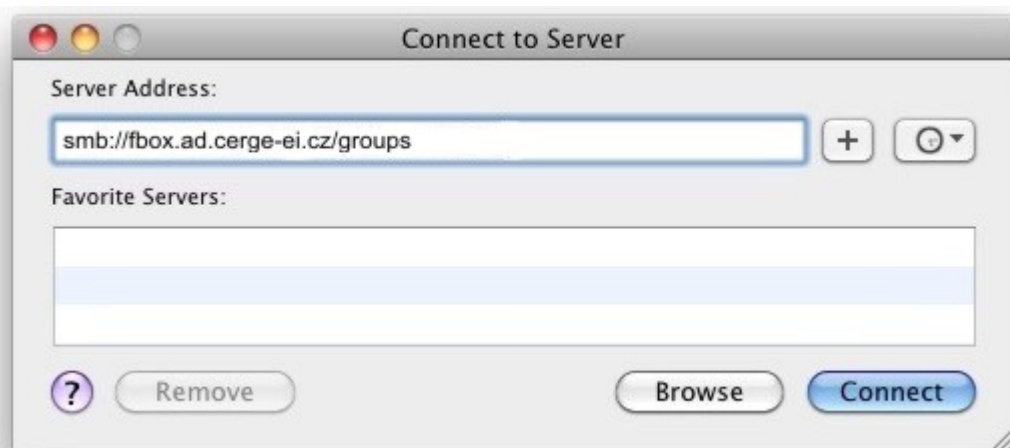 Connect to Server
Server Address:
smb://fbox.ad.cerge-ei.cz/groups
+
Favorite Servers:
? Remove Browse Connect